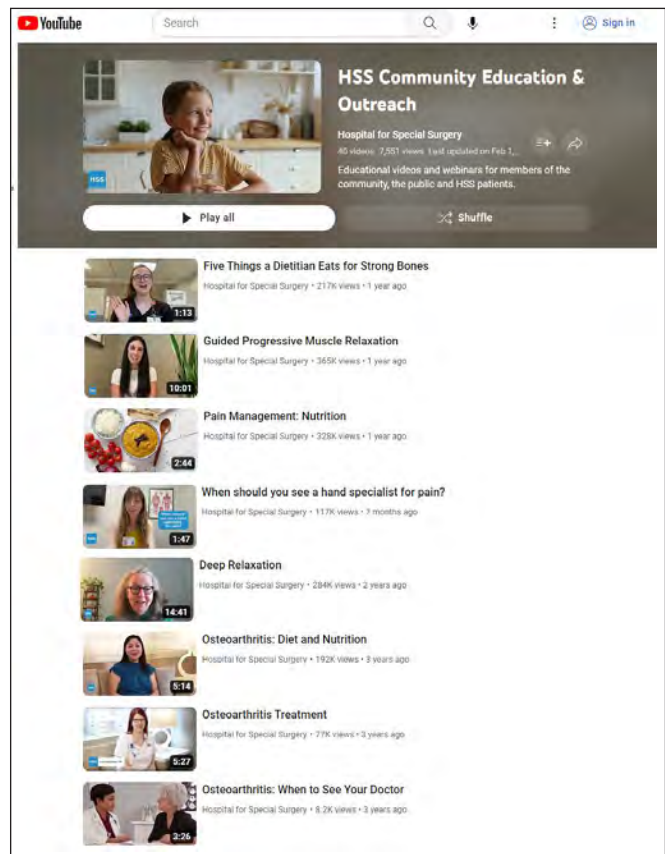 YouTube
Search
Sign in
HSS Community Education &
Outreach
Hospital for Special Surgery
40 videos 7,551 views Last updated on Feb 1,...
Educational videos and webinars for members of the
community, the public and HSS patients.
HSS
Play all
Shuffle
Five Things a Dietitian Eats for Strong Bones
Hospital for Special Surgery • 217K views • 1 year ago
1:13
Guided Progressive Muscle Relaxation
Hospital for Special Surgery • 365K views • 1 year ago
10:01
Pain Management: Nutrition
Hospital for Special Surgery • 328K views • 1 year ago
2:44
When should you see a hand specialist for pain?
Hospital for Special Surgery • 117K views • 7 months ago
1:47
Deep Relaxation
Hospital for Special Surgery • 284K views • 2 years ago
14:41
Osteoarthritis: Diet and Nutrition
Hospital for Special Surgery • 192K views • 3 years ago
5:14
Osteoarthritis Treatment
Hospital for Special Surgery • 77K views • 3 years ago
5:27
Osteoarthritis: When to See Your Doctor
Hospital for Special Surgery • 8.2K views • 3 years ago
3:26